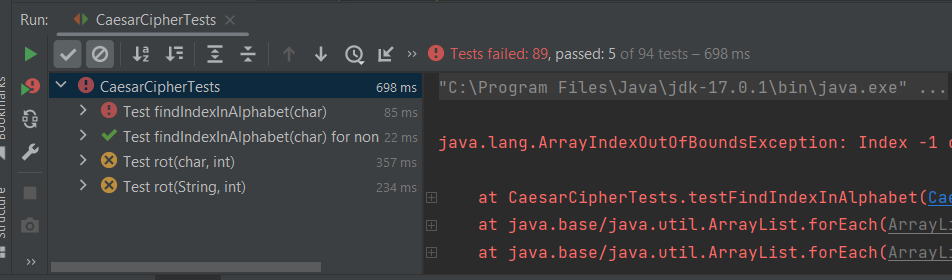 Run: CaesarCipherTests
Tests failed: 89, passed: 5 of 94 tests – 698 ms
CaesarCipherTests 698 ms
Test findIndexInAlphabet(char) 85 ms
Test findIndexInAlphabet(char) for non 22 ms
Test rot(char, int) 357 ms
Test rot(String, int) 234 ms
"C:\Program Files\Java\jdk-17.0.1\bin\java.exe" ...
java.lang.ArrayIndexOutOfBoundsException: Index -1
at CaesarCipherTests.testFindIndexInAlphabet(Cae
at java.base/java.util.ArrayList.forEach(ArrayLi
at java.base/java.util.ArrayList.forEach(ArrayLi
Bookmarks
Structure